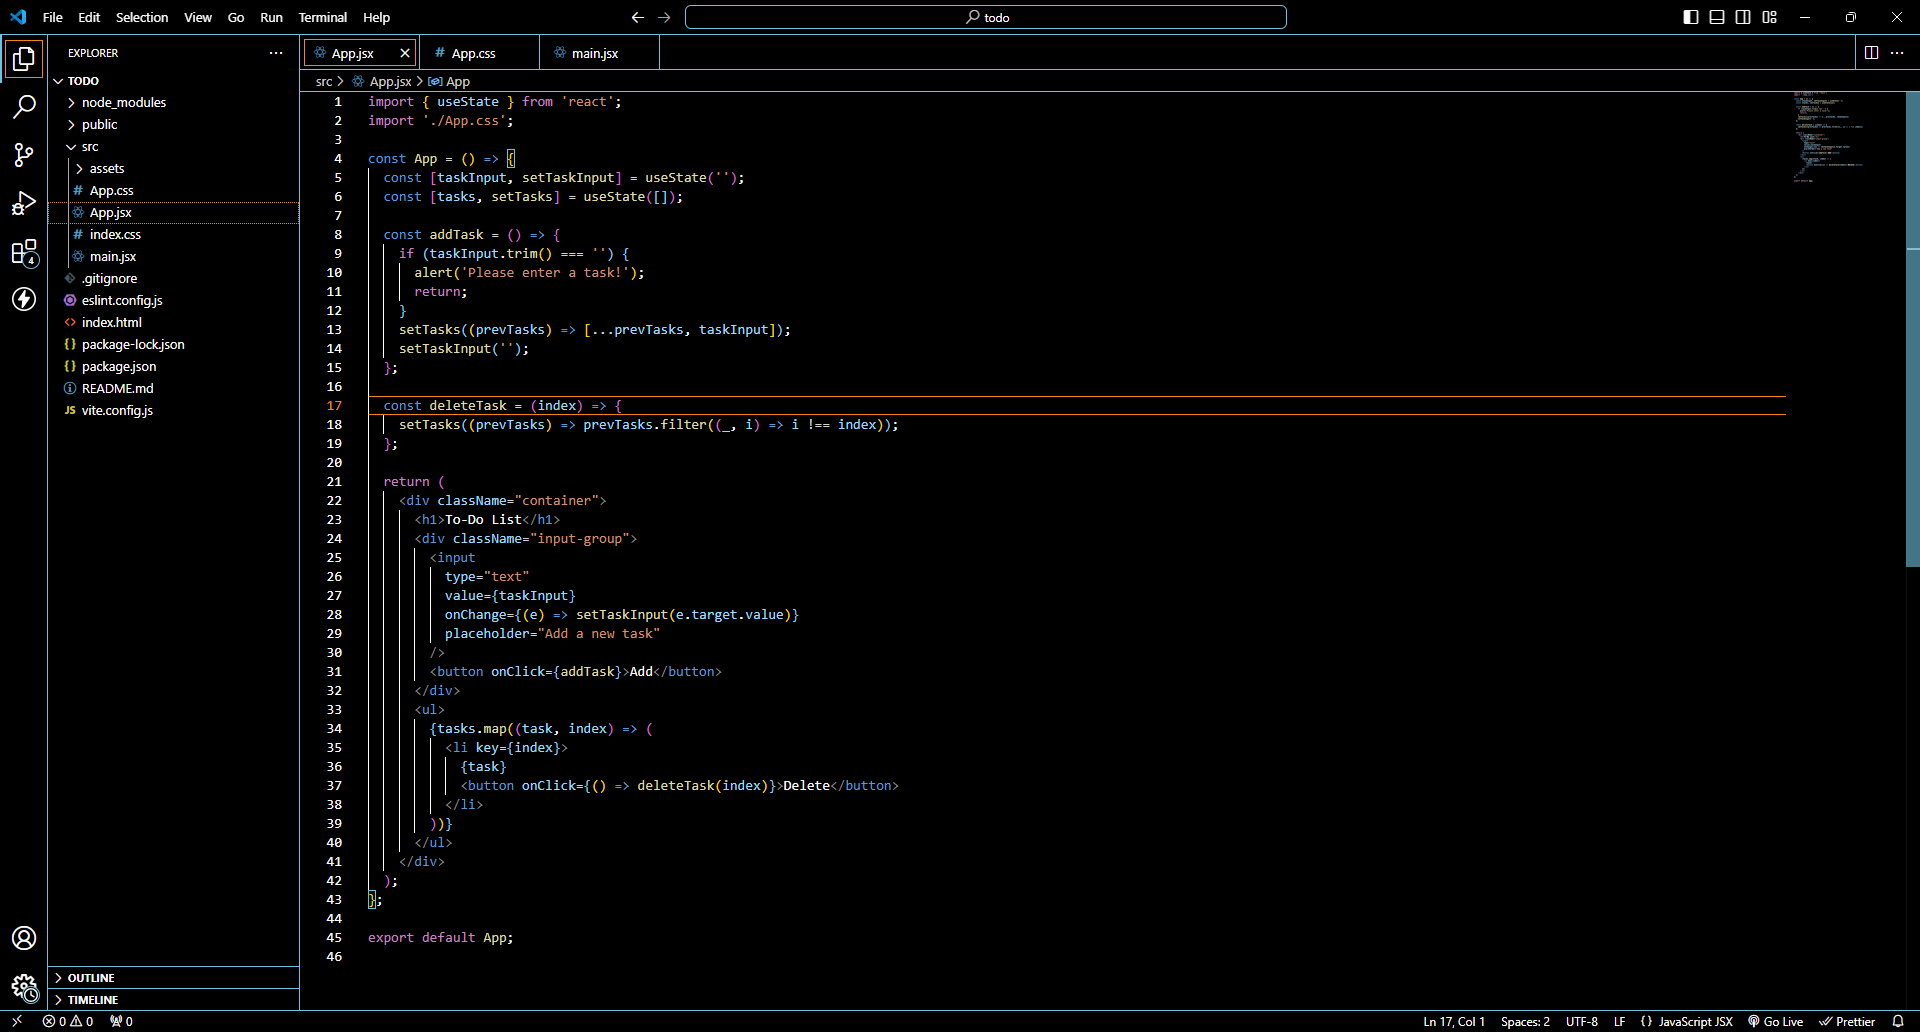 File Edit Selection View Go Run Terminal Help
todo
EXPLORER
TODO
node_modules
public
src
assets
App.css
App.jsx
index.css
main.jsx
.gitignore
eslint.config.js
index.html
package-lock.json
package.json
README.md
JS vite.config.js
OUTLINE
TIMELINE
4
App.jsx # App.css main.jsx
src > App.jsx > App
1 import { useState } from 'react';
2 import './App.css';
3
4 const App = () => {
5 const [taskInput, setTaskInput] = useState('');
6 const [tasks, setTasks] = useState([]);
7
8 const addTask = () => {
9 if (taskInput.trim() === '') {
10 alert('Please enter a task!');
11 return;
12 }
13 setTasks((prevTasks) => [...prevTasks, taskInput]);
14 setTaskInput('');
15 };
16
17 const deleteTask = (index) => {
18 setTasks((prevTasks) => prevTasks.filter((_, i) => i !== index));
19 };
20
21 return (
22 <div className="container">
23 <h1>To-Do List</h1>
24 <div className="input-group">
25 <input
26 type="text"
27 value={taskInput}
28 onChange={(e) => setTaskInput(e.target.value)}
29 placeholder="Add a new task"
30 />
31 <button onClick={addTask}>Add</button>
32 </div>
33 <ul>
34 {tasks.map((task, index) => (
35 <li key={index}>
36 {task}
37 <button onClick={() => deleteTask(index)}>Delete</button>
38 </li>
39 ))}
40 </ul>
41 </div>
42 );
43 };
44
45 export default App;
46
0 0 0
Ln 17, Col 1 Spaces: 2 UTF-8 LF {} JavaScript JSX Go Live Prettier